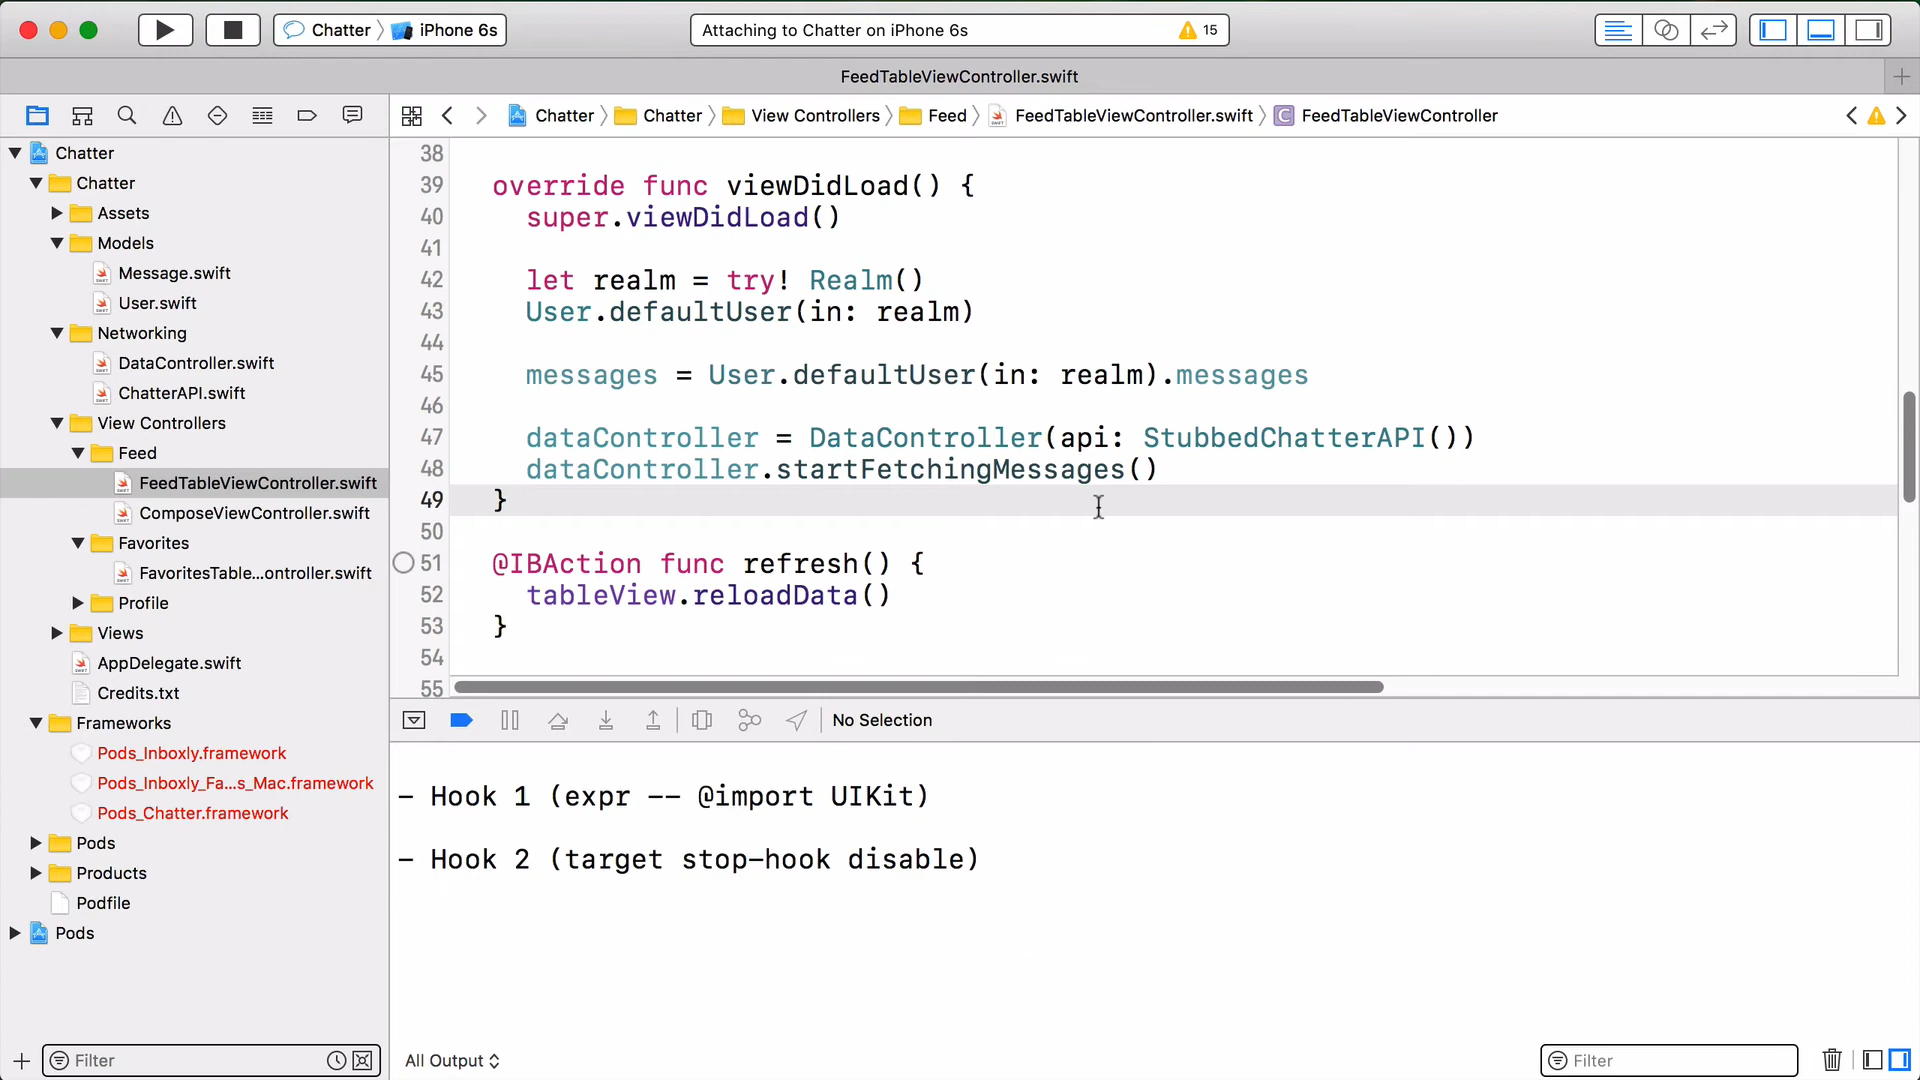 Chatter iPhone 6s
Attaching to Chatter on iPhone 6s 15
FeedTableViewController.swift
Chatter Chatter View Controllers Feed FeedTableViewController.swift C FeedTableViewController
Chatter
Chatter
Assets
Models
Message.swift
User.swift
Networking
DataController.swift
ChatterAPI.swift
View Controllers
Feed
FeedTableViewController.swift
ComposeViewController.swift
Favorites
FavoritesTable...ontroller.swift
Profile
Views
AppDelegate.swift
Credits.txt
Frameworks
Pods_Inboxly.framework
Pods_Inboxly_Fa...s_Mac.framework
Pods_Chatter.framework
Pods
Products
Podfile
Pods
Filter
38
39 override func viewDidLoad() {
40 super.viewDidLoad()
41
42 let realm = try! Realm()
43 User.defaultUser(in: realm)
44
45 messages = User.defaultUser(in: realm).messages
46
47 dataController = DataController(api: StubbedChatterAPI())
48 dataController.startFetchingMessages()
49 }
50
51 @IBAction func refresh() {
52 tableView.reloadData()
53 }
54
55
No Selection
- Hook 1 (expr -- @import UIKit)
- Hook 2 (target stop-hook disable)
All Output
Filter